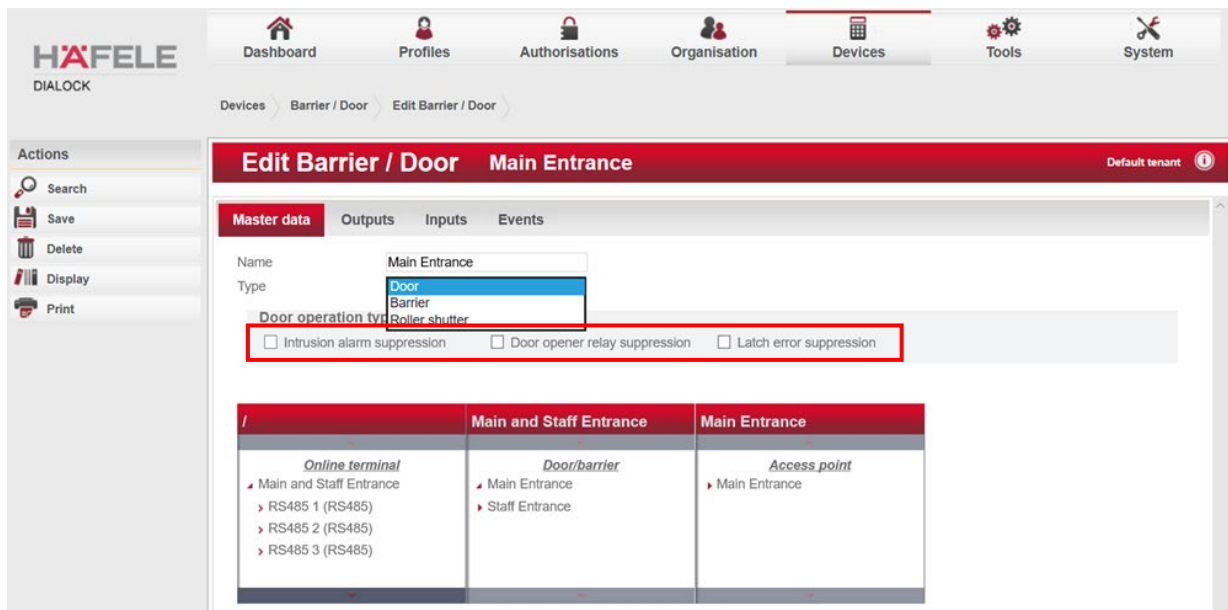 HÄFELE
DIALOCK
Dashboard Profiles Authorisations Organisation Devices Tools System
Devices Barrier / Door Edit Barrier / Door
Actions
Search
Save
Delete
Display
Print
Edit Barrier / Door Main Entrance Default tenant
Master data Outputs Inputs Events
Name Main Entrance
Type Door
Barrier
Door operation typ Roller shutter
Intrusion alarm suppression Door opener relay suppression Latch error suppression
/ Main and Staff Entrance Main Entrance
Online terminal Door/barrier Access point
Main and Staff Entrance Main Entrance Main Entrance
RS485 1 (RS485) Staff Entrance
RS485 2 (RS485)
RS485 3 (RS485)